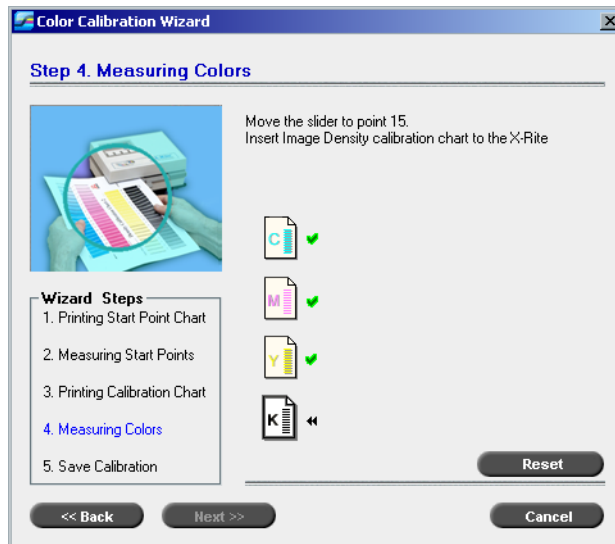 Color Calibration Wizard
Step 4. Measuring Colors
Move the slider to point 15.
Insert Image Density calibration chart to the X-Rite
C
M
Y
K
Wizard Steps
1. Printing Start Point Chart
2. Measuring Start Points
3. Printing Calibration Chart
4. Measuring Colors
5. Save Calibration
Reset
<< Back
Next >>
Cancel